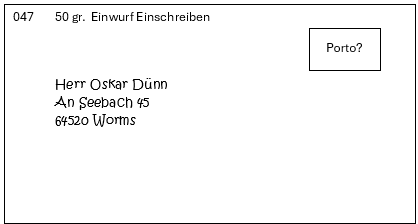 047 50 gr. Einwurf Einschreiben
Porto?
Herr Oskar Dünn
An Seebach 45
64520 Worms